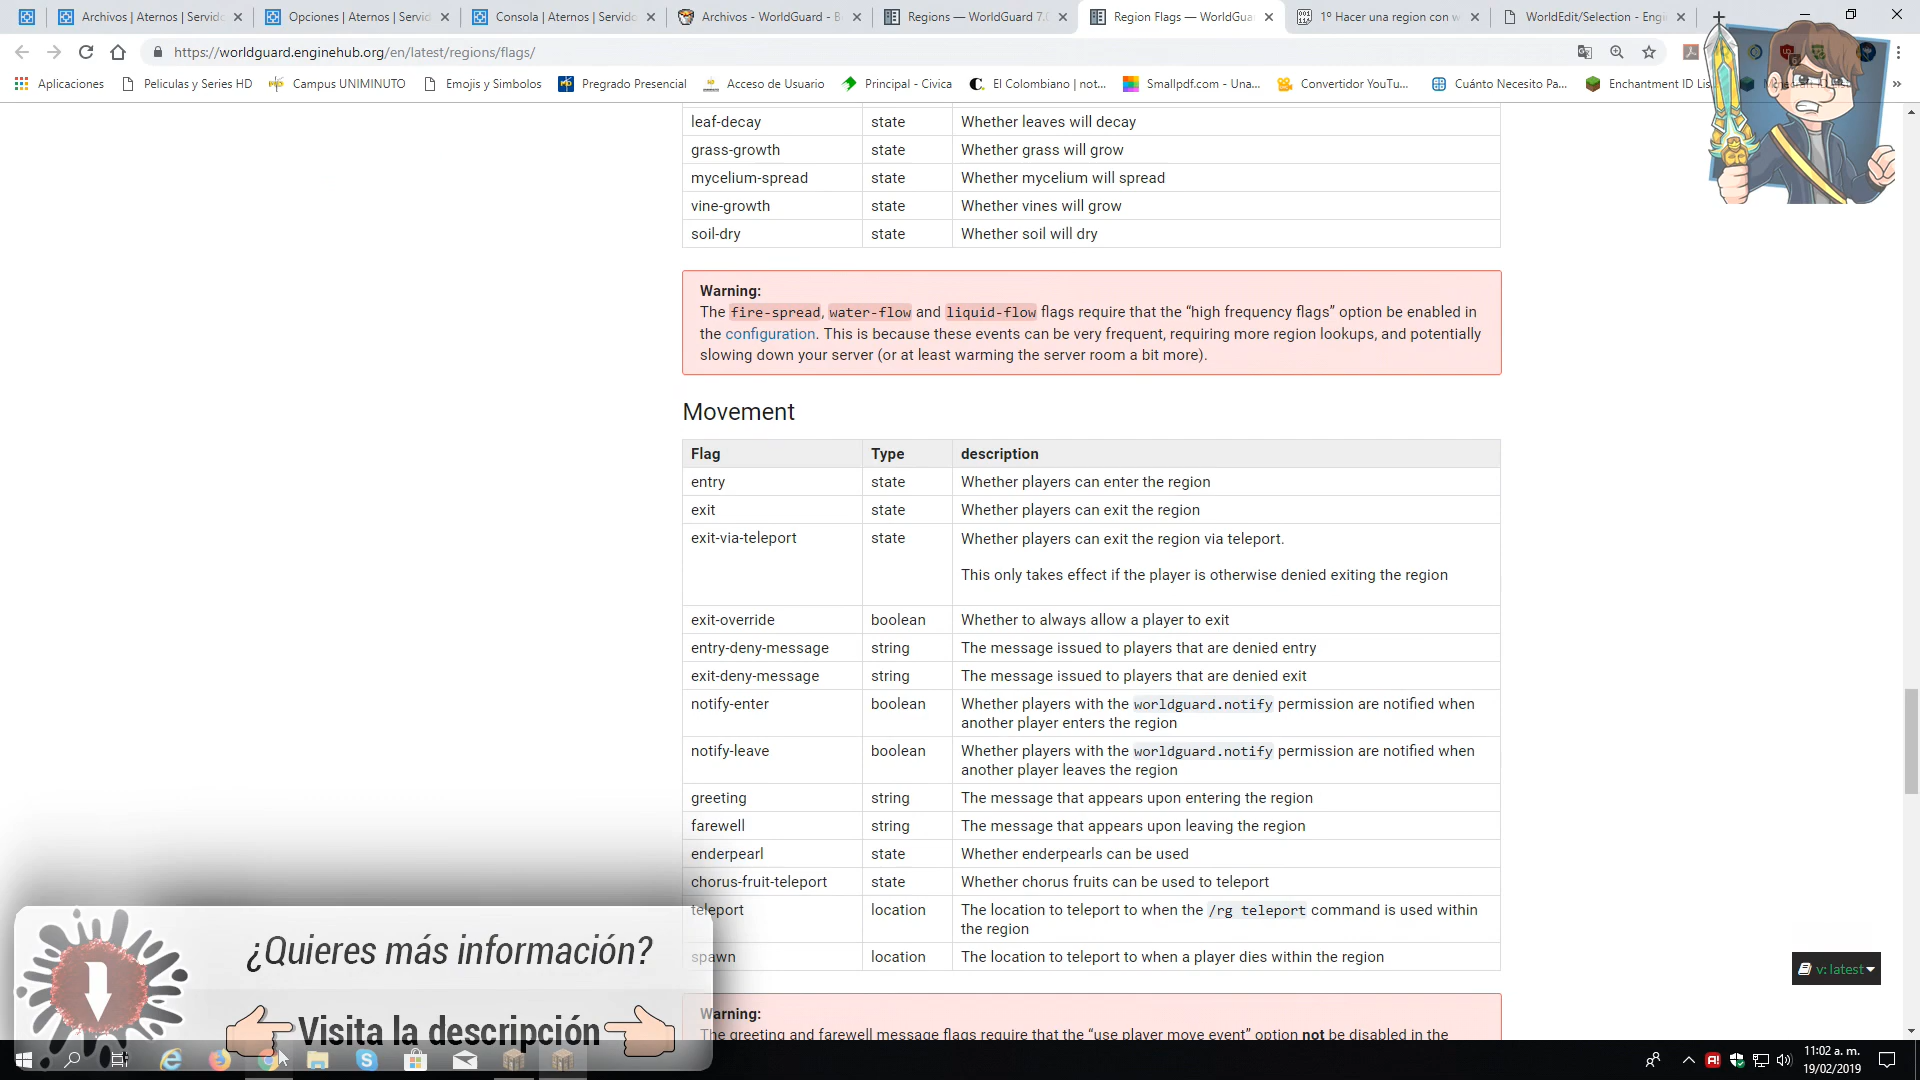 Archivos | Aternos | Servido
Opciones | Aternos | Servid
Consola | Aternos | Servido
Archivos - WorldGuard - B
Regions — WorldGuard 7.0
Region Flags — WorldGua
1º Hacer una region con w
WorldEdit/Selection - Engi
https://worldguard.enginehub.org/en/latest/regions/flags/
Aplicaciones
Peliculas y Series HD
Campus UNIMINUTO
Emojis y Simbolos
Pregrado Presencial
Acceso de Usuario
Principal - Civica
El Colombiano | not...
Smallpdf.com - Una...
Convertidor YouTu...
Cuánto Necesito Pa...
Enchantment ID Lis
leaf-decay state Whether leaves will decay
grass-growth state Whether grass will grow
mycelium-spread state Whether mycelium will spread
vine-growth state Whether vines will grow
soil-dry state Whether soil will dry
Warning:
The fire-spread, water-flow and liquid-flow flags require that the “high frequency flags” option be enabled in
the configuration. This is because these events can be very frequent, requiring more region lookups, and potentially
slowing down your server (or at least warming the server room a bit more).
Movement
Flag Type description
entry state Whether players can enter the region
exit state Whether players can exit the region
exit-via-teleport state Whether players can exit the region via teleport.
This only takes effect if the player is otherwise denied exiting the region
exit-override boolean Whether to always allow a player to exit
entry-deny-message string The message issued to players that are denied entry
exit-deny-message string The message issued to players that are denied exit
notify-enter boolean Whether players with the worldguard.notify permission are notified when
another player enters the region
notify-leave boolean Whether players with the worldguard.notify permission are notified when
another player leaves the region
greeting string The message that appears upon entering the region
farewell string The message that appears upon leaving the region
enderpearl state Whether enderpearls can be used
chorus-fruit-teleport state Whether chorus fruits can be used to teleport
teleport location The location to teleport to when the /rg teleport command is used within
the region
spawn location The location to teleport to when a player dies within the region
Warning:
The greeting and farewell message flags require that the “use player move event” option not be disabled in the
¿Quieres más información?
Visita la descripción
v: latest
11:02 a. m.
19/02/2019